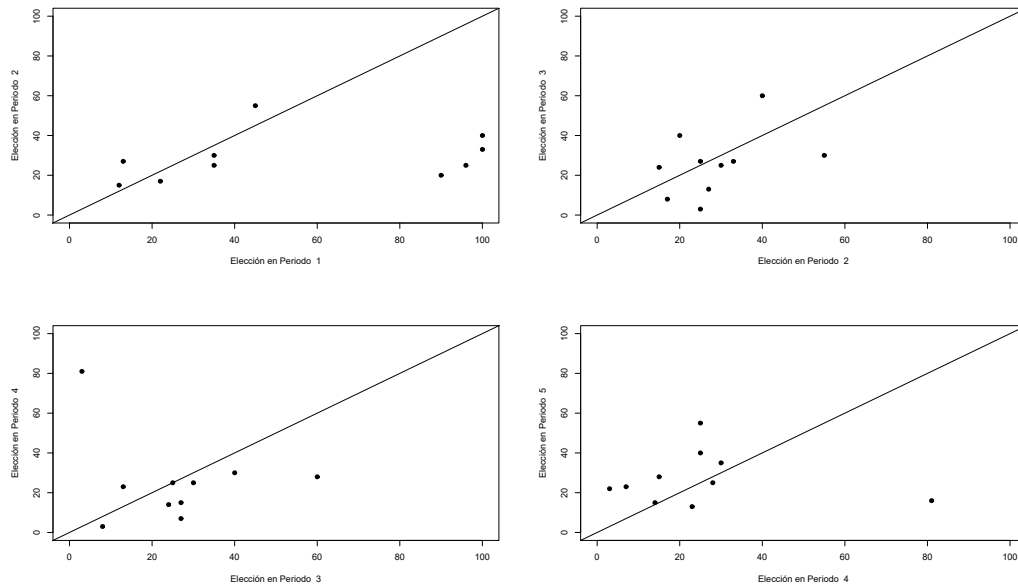 Elección en Periodo 2
100
80
60
40
20
0
0 20 40 60 80 100
Elección en Periodo 1
Elección en Periodo 3
100
80
60
40
20
0
0 20 40 60 80 100
Elección en Periodo 2
Elección en Periodo 4
100
80
60
40
20
0
0 20 40 60 80 100
Elección en Periodo 3
Elección en Periodo 5
100
80
60
40
20
0
0 20 40 60 80 100
Elección en Periodo 4